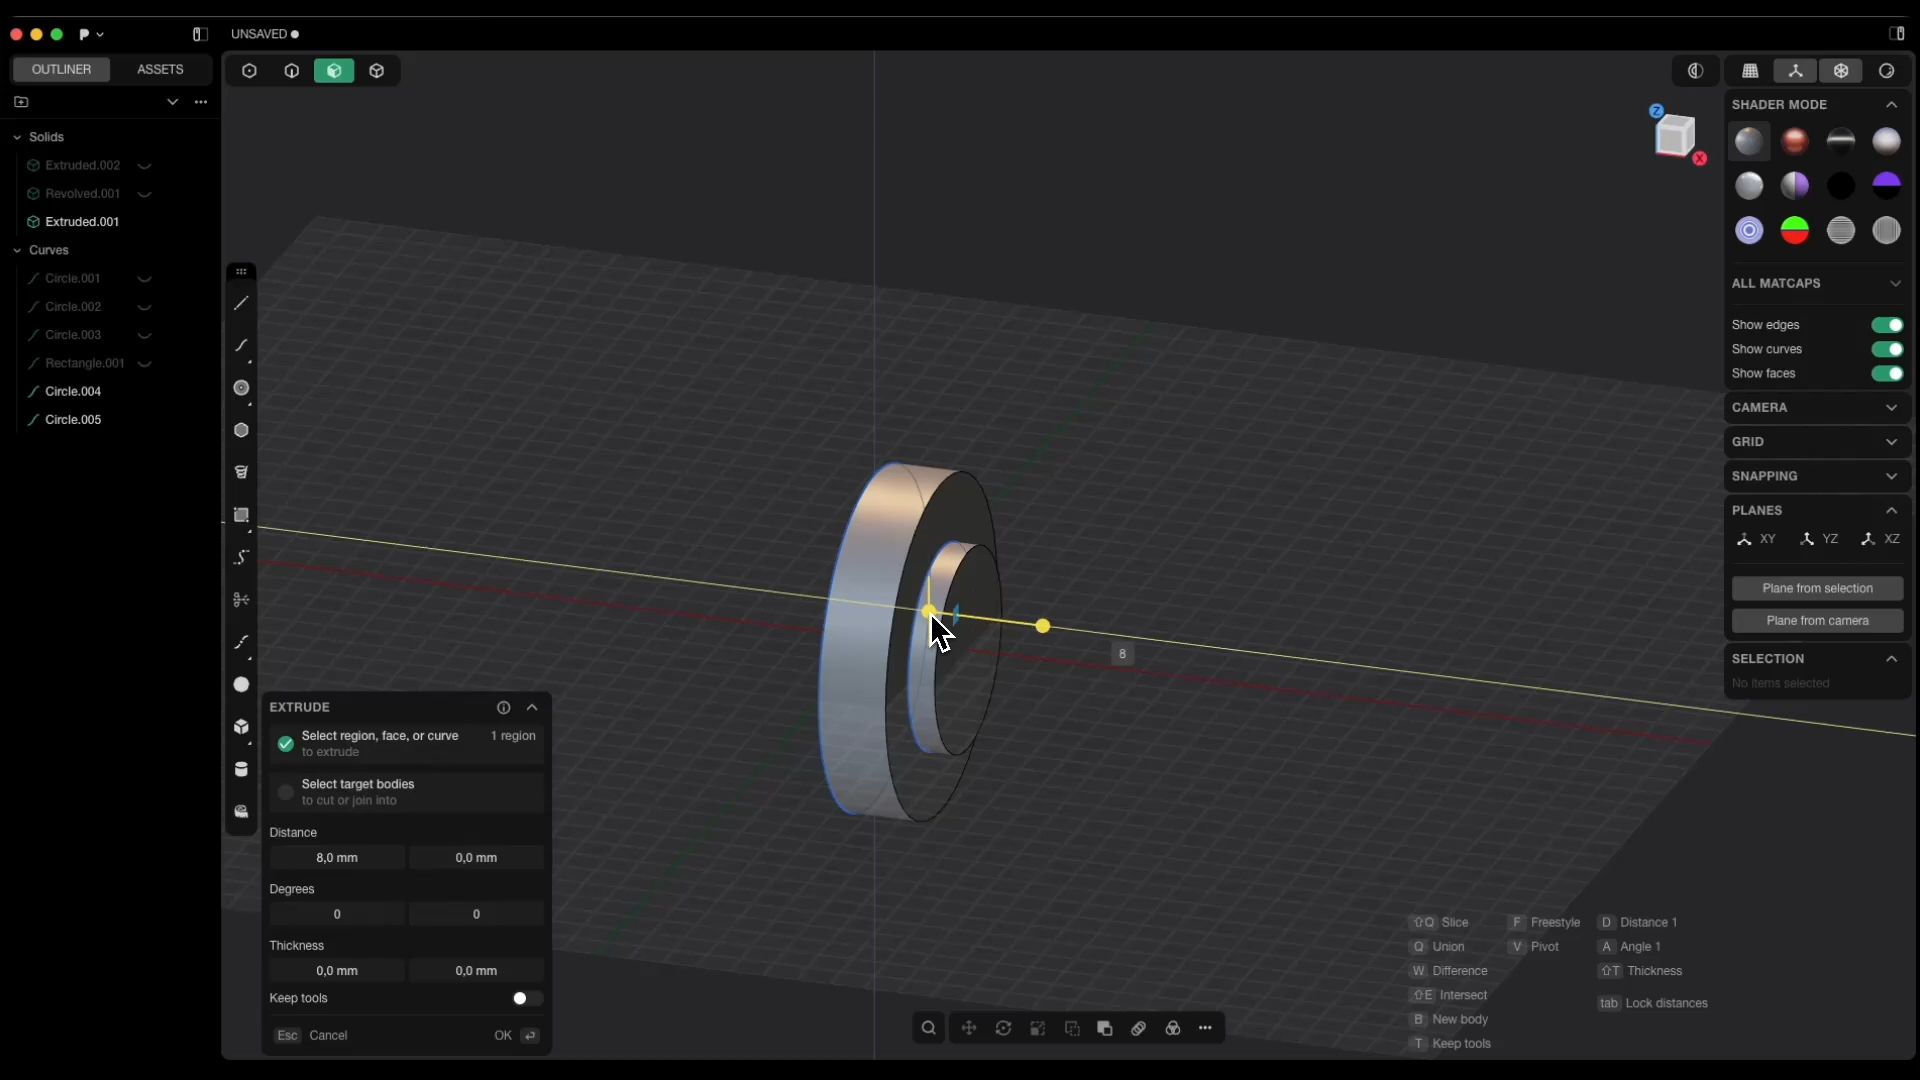 UNSAVED
OUTLINER ASSETS
Solids
Extruded.002
Revolved.001
Extruded.001
Curves
Circle.001
Circle.002
Circle.003
Rectangle.001
Circle.004
Circle.005
Z
X
8
SHADER MODE
ALL MATCAPS
Show edges
Show curves
Show faces
CAMERA
GRID
SNAPPING
PLANES
XY YZ XZ
Plane from selection
Plane from camera
SELECTION
No items selected
EXTRUDE
Select region, face, or curve 1 region
to extrude
Select target bodies
to cut or join into
Distance
8,0 mm 0,0 mm
Degrees
0 0
Thickness
0,0 mm 0,0 mm
Keep tools
Esc Cancel OK
⇧Q Slice F Freestyle D Distance 1
Q Union V Pivot A Angle 1
W Difference ⇧T Thickness
⇧E Intersect tab Lock distances
B New body
T Keep tools